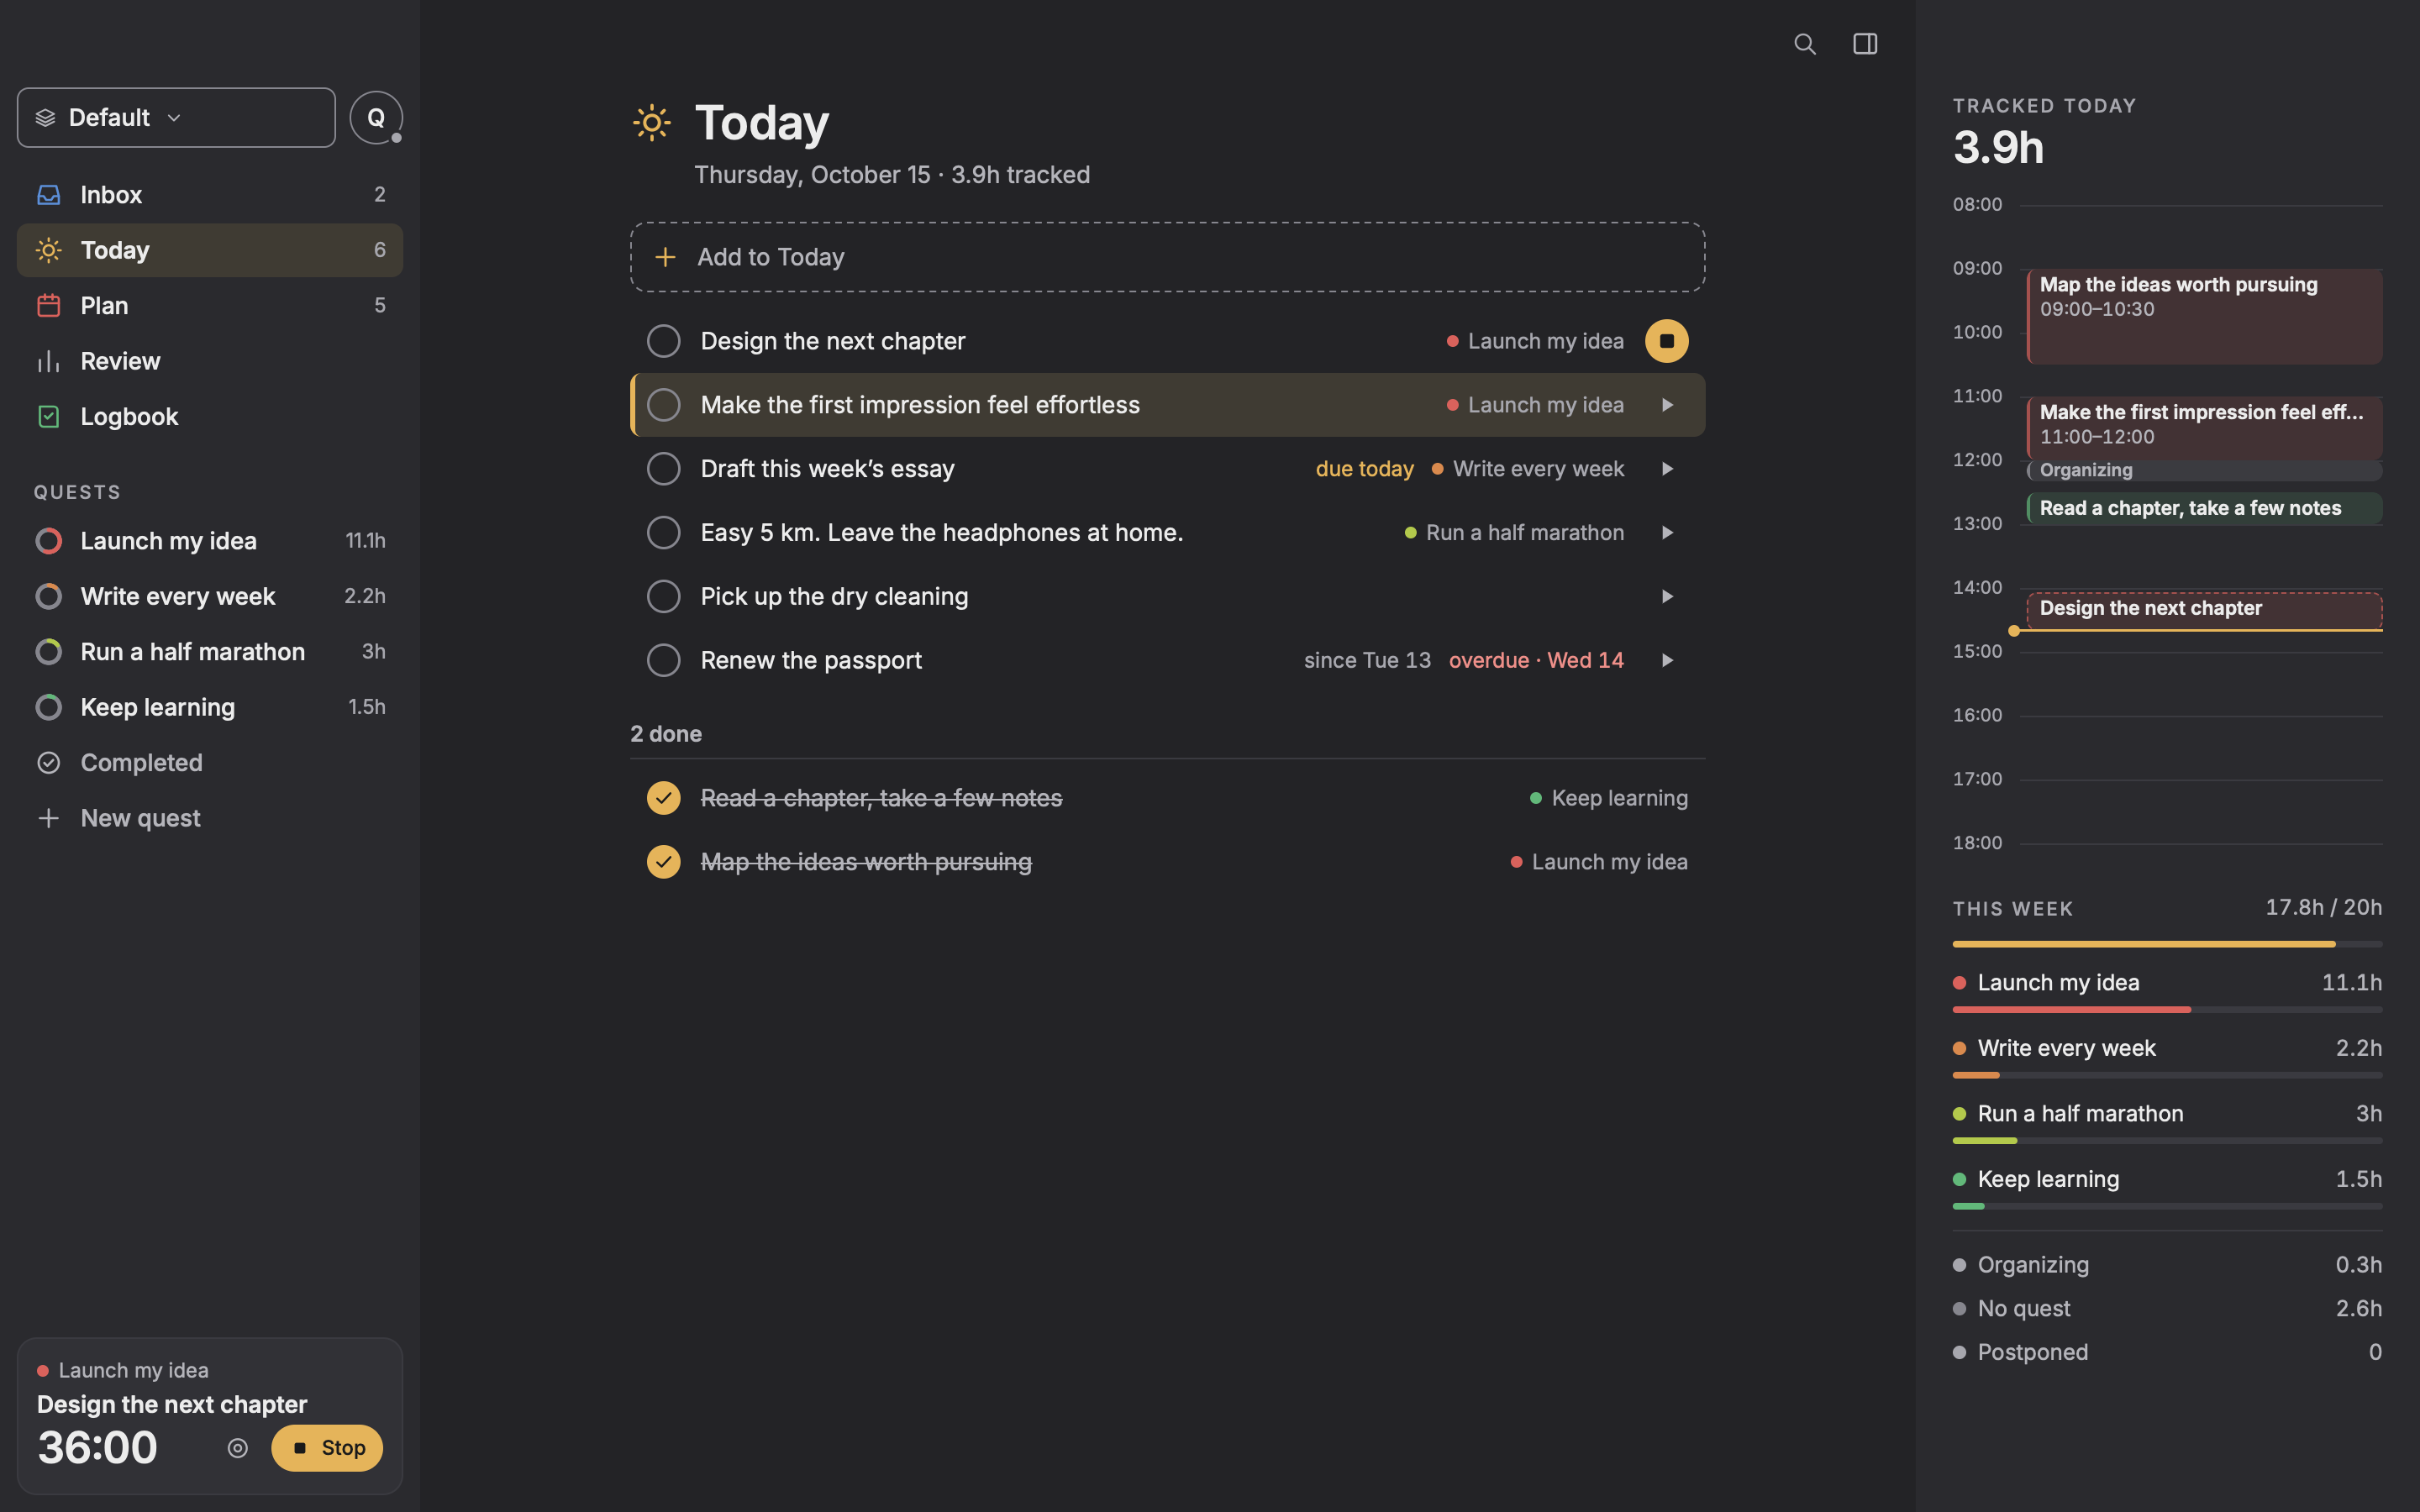 Default
Q
Inbox 2
Today 6
Plan 5
Review
Logbook
QUESTS
Launch my idea 11.1h
Write every week 2.2h
Run a half marathon 3h
Keep learning 1.5h
Completed
New quest
Launch my idea
Design the next chapter
36:00 Stop
Today
Thursday, October 15 · 3.9h tracked
Add to Today
Design the next chapter Launch my idea
Make the first impression feel effortless Launch my idea
Draft this week’s essay due today Write every week
Easy 5 km. Leave the headphones at home. Run a half marathon
Pick up the dry cleaning
Renew the passport since Tue 13 overdue · Wed 14
2 done
Read a chapter, take a few notes Keep learning
Map the ideas worth pursuing Launch my idea
TRACKED TODAY
3.9h
08:00
09:00
Map the ideas worth pursuing
09:00–10:30
10:00
11:00
Make the first impression feel eff…
11:00–12:00
12:00
Organizing
Read a chapter, take a few notes
13:00
14:00
Design the next chapter
15:00
16:00
17:00
18:00
THIS WEEK 17.8h / 20h
Launch my idea 11.1h
Write every week 2.2h
Run a half marathon 3h
Keep learning 1.5h
Organizing 0.3h
No quest 2.6h
Postponed 0